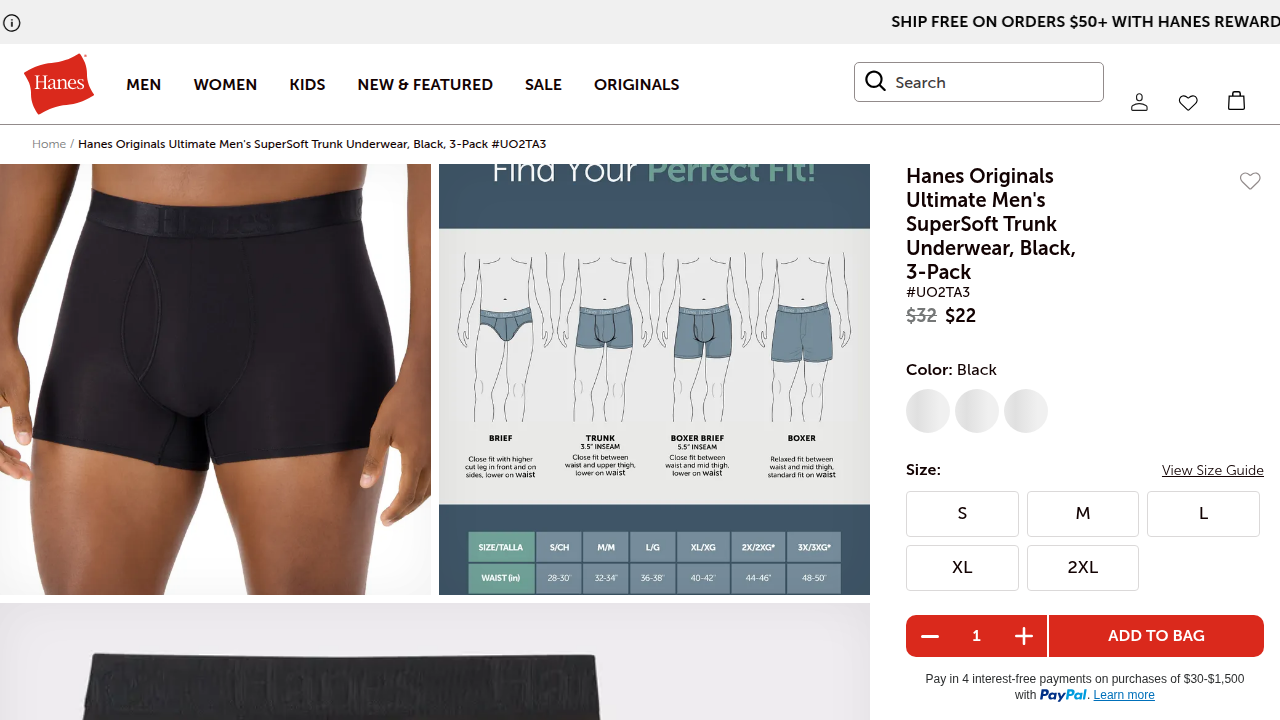 SHIP FREE ON ORDERS $50+ WITH HANES REWARD
Hanes
MEN
WOMEN
KIDS
NEW & FEATURED
SALE
ORIGINALS
Search
Home / Hanes Originals Ultimate Men's SuperSoft Trunk Underwear, Black, 3-Pack #UO2TA3
Hanes
Find Your Perfect Fit!
BRIEF
Close fit with higher
cut leg in front and on
sides, lower on waist
TRUNK
3.5" INSEAM
Close fit between
waist and upper thigh,
lower on waist
BOXER BRIEF
5.5" INSEAM
Close fit between
waist and mid thigh,
lower on waist
BOXER
Relaxed fit between
waist and mid thigh,
standard fit on waist
SIZE/TALLA S/CH M/M L/G XL/XG 2X/2XG* 3X/3XG*
WAIST (in) 28-30" 32-34" 36-38" 40-42" 44-46" 48-50"
Hanes
Hanes Originals
Ultimate Men's
SuperSoft Trunk
Underwear, Black,
3-Pack
#UO2TA3
$32 $22
Color: Black
Size:
View Size Guide
S
M
L
XL
2XL
1
ADD TO BAG
Pay in 4 interest-free payments on purchases of $30-$1,500
with PayPal. Learn more